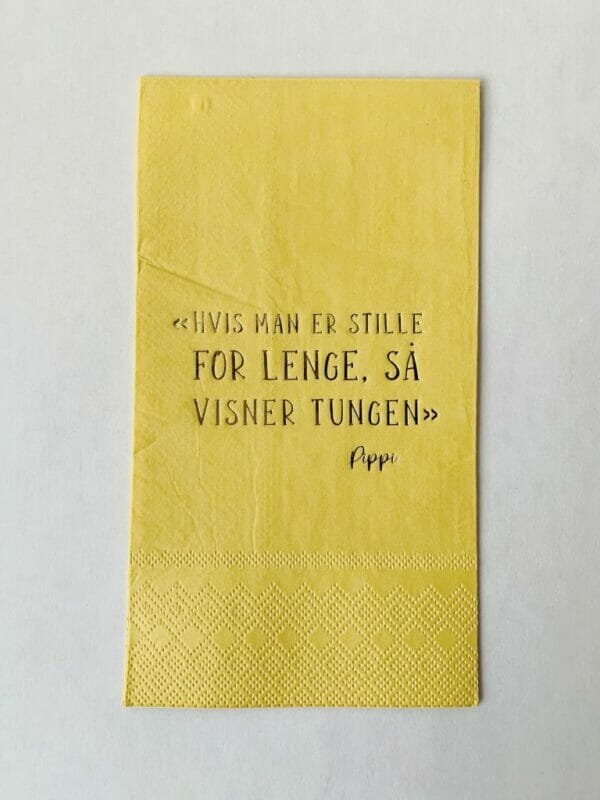 «HVIS MAN ER STILLE
FOR LENGE, SÅ
VISNER TUNGEN»
Pippi